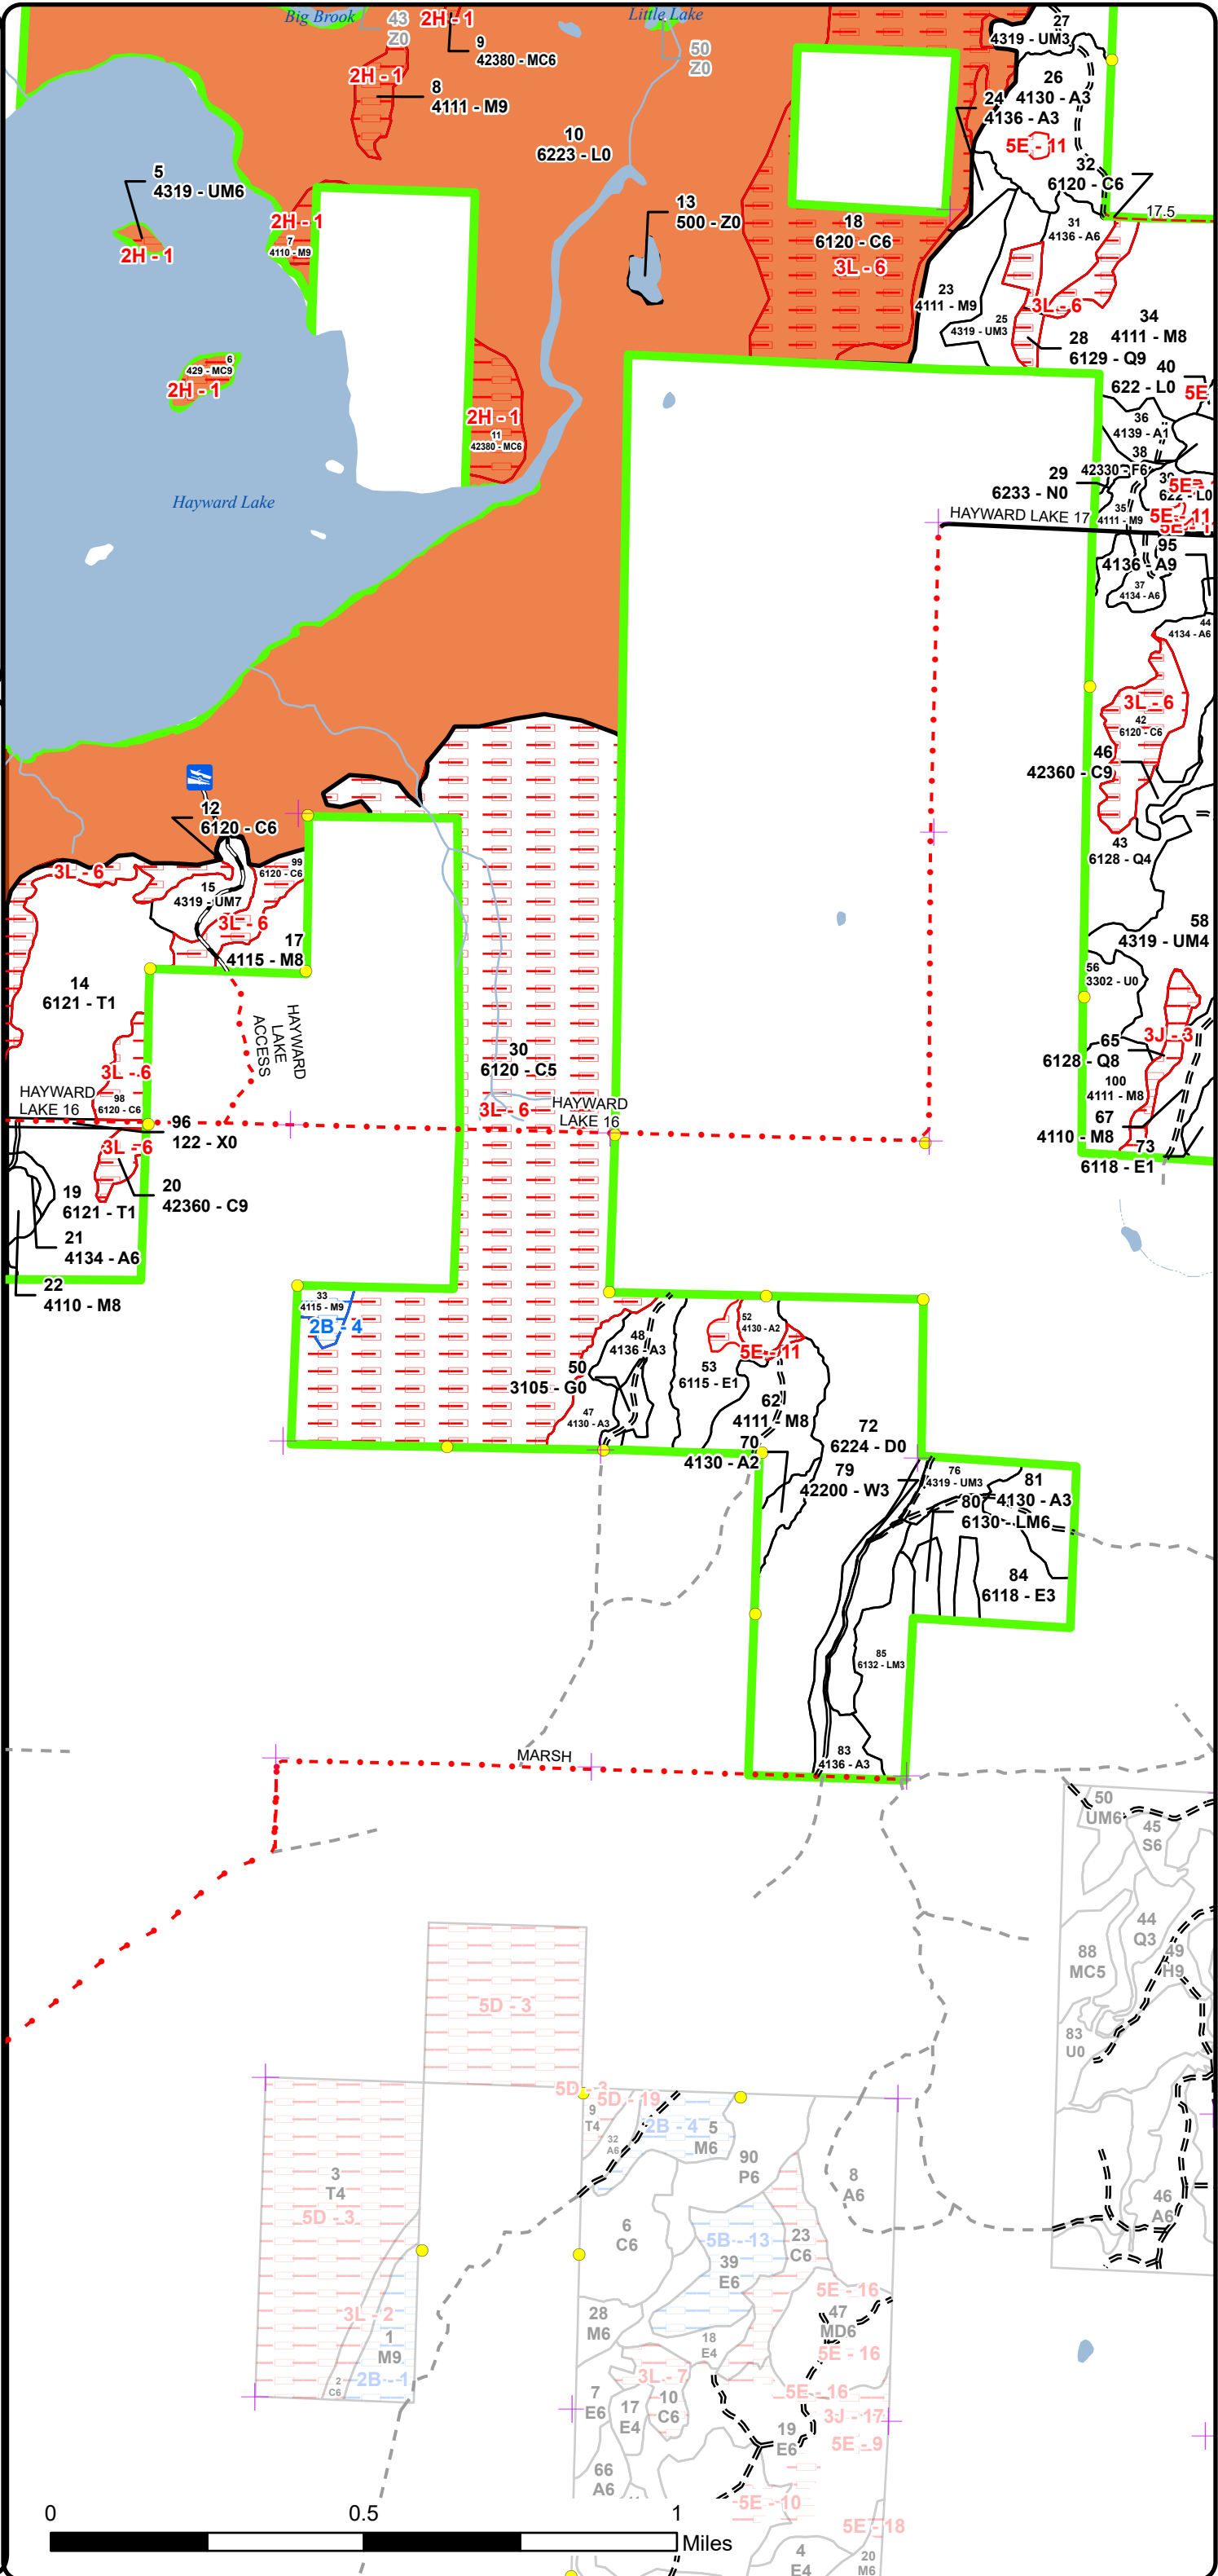 Big Brook
43
Z0
2H - 1
9
42380 - MC6
Little Lake
50
Z0
27
4319 - UM3
2H - 1
8
4111 - M9
26
4130 - A3
24
4136 - A3
5E - 11
10
6223 - L0
5
4319 - UM6
2H - 1
32
6120 - C6
17.5
13
500 - Z0
2H - 1
7
4110 - M9
18
6120 - C6
3L - 6
31
4136 - A6
23
4111 - M9
25
4319 - UM3
3L - 6
34
4111 - M8
28
6129 - Q9
40
622 - L0
5E
6
429 - MC9
2H - 1
2H - 1
11
42380 - MC6
36
4139 - A1
38
42330 - F6
29
6233 - N0
622 - L0
35
4111 - M9
5E - 11
Hayward Lake
HAYWARD LAKE 17
95
4136 - A9
37
4134 - A6
44
4134 - A6
3L - 6
42
6120 - C6
46
42360 - C9
12
6120 - C6
43
6128 - Q4
3L - 6
99
6120 - C6
15
4319 - UM7
3L - 6
17
4115 - M8
58
4319 - UM4
56
3302 - U0
14
6121 - T1
HAYWARD
LAKE
ACCESS
30
6120 - C5
3L - 6
65
6128 - Q8
3J - 3
100
4111 - M8
3L - 6
98
6120 - C6
HAYWARD
LAKE 16
HAYWARD
LAKE 16
96
122 - X0
67
4110 - M8
73
6118 - E1
3L - 6
20
42360 - C9
19
6121 - T1
21
4134 - A6
22
4110 - M8
33
4115 - M9
2B - 4
48
4136 - A3
52
4130 - A2
5E - 11
50
3105 - G0
53
6115 - E1
47
4130 - A3
62
4111 - M8
70
4130 - A2
72
6224 - D0
79
42200 - W3
76
4319 - UM3
81
4130 - A3
80
6130 - LM6
84
6118 - E3
85
6132 - LM3
83
4136 - A3
MARSH
50
UM6
45
S6
44
Q3
88
MC5
49
H9
83
U0
5D - 3
5D - 3
5D - 19
9
T4
32
A6
2B - 4
5
M6
90
P6
8
A6
46
A6
3
T4
5D - 3
6
C6
5B - 13
39
E6
23
C6
5E - 16
47
MD6
5E - 16
3L - 2
1
M9
2B - 1
2
C6
28
M6
18
E4
3L - 7
5E - 16
7
E6
17
E4
10
C6
3J - 17
19
E6
5E - 9
66
A6
5E - 10
5E - 18
4
E4
20
M6
0
0.5
1
Miles